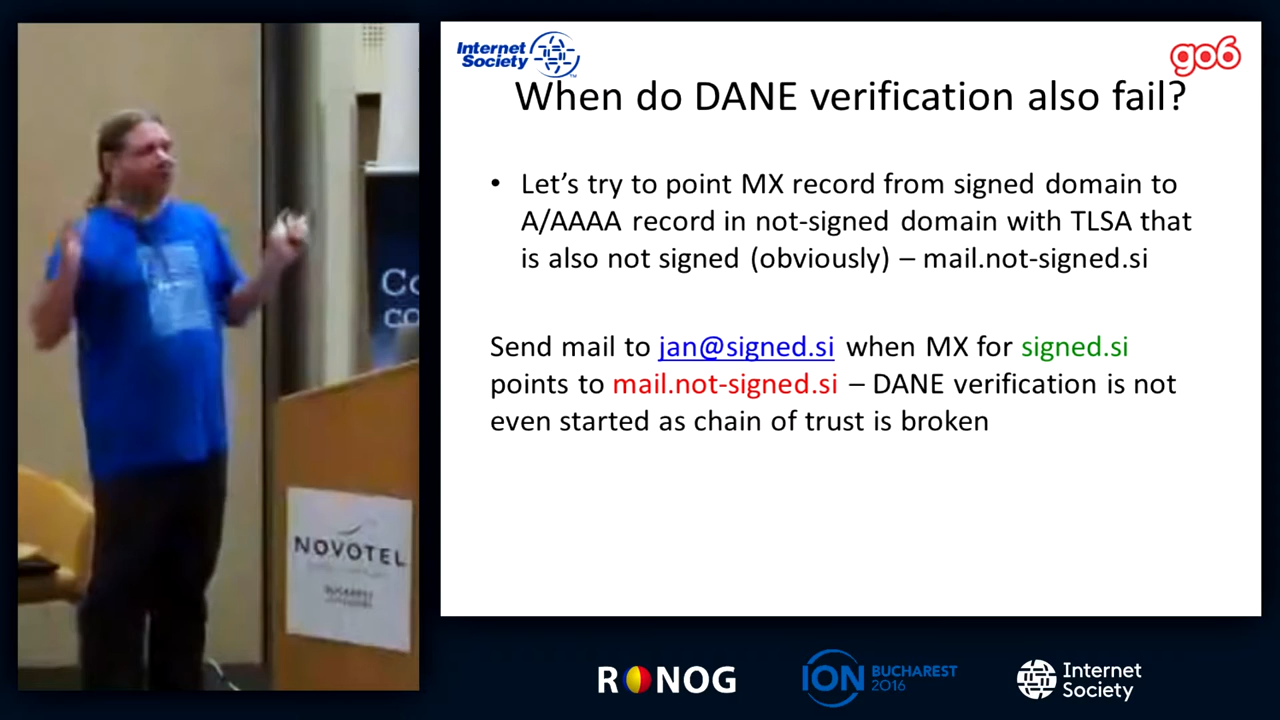 Internet
Society
go6
When do DANE verification also fail?
• Let’s try to point MX record from signed domain to
A/AAAA record in not-signed domain with TLSA that
is also not signed (obviously) – mail.not-signed.si
Send mail to jan@signed.si when MX for signed.si
points to mail.not-signed.si – DANE verification is not
even started as chain of trust is broken
Co
co
NOVOTEL
BUCHAREST
RONOG
ION BUCHAREST
2016
Internet
Society